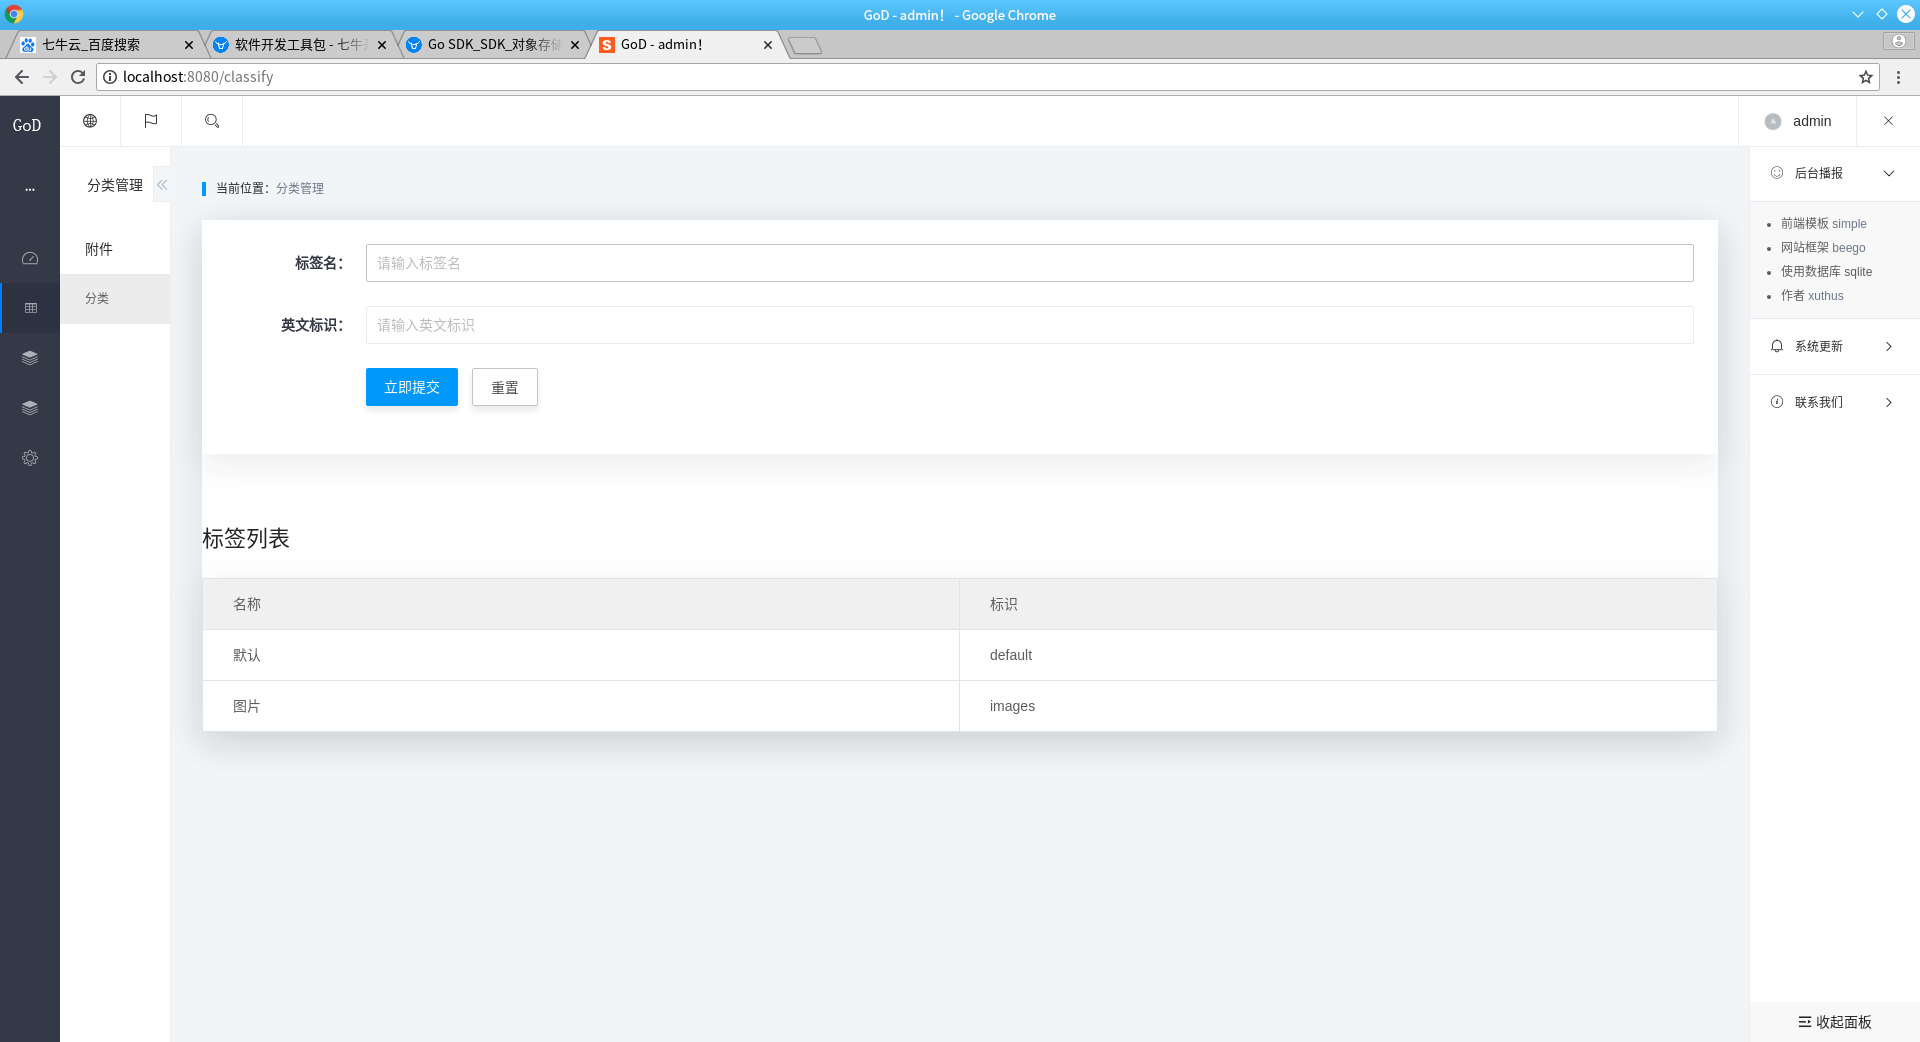 GoD - admin！ - Google Chrome
七牛云_百度搜索
软件开发工具包 - 七牛
Go SDK_SDK_对象存储
GoD - admin！
localhost:8080/classify
GoD
admin
分类管理
附件
分类
当前位置：分类管理
标签名：
请输入标签名
英文标识：
请输入英文标识
立即提交
重置
标签列表
名称 标识
默认 default
图片 images
后台播报
前端模板 simple
网站框架 beego
使用数据库 sqlite
作者 xuthus
系统更新
联系我们
收起面板